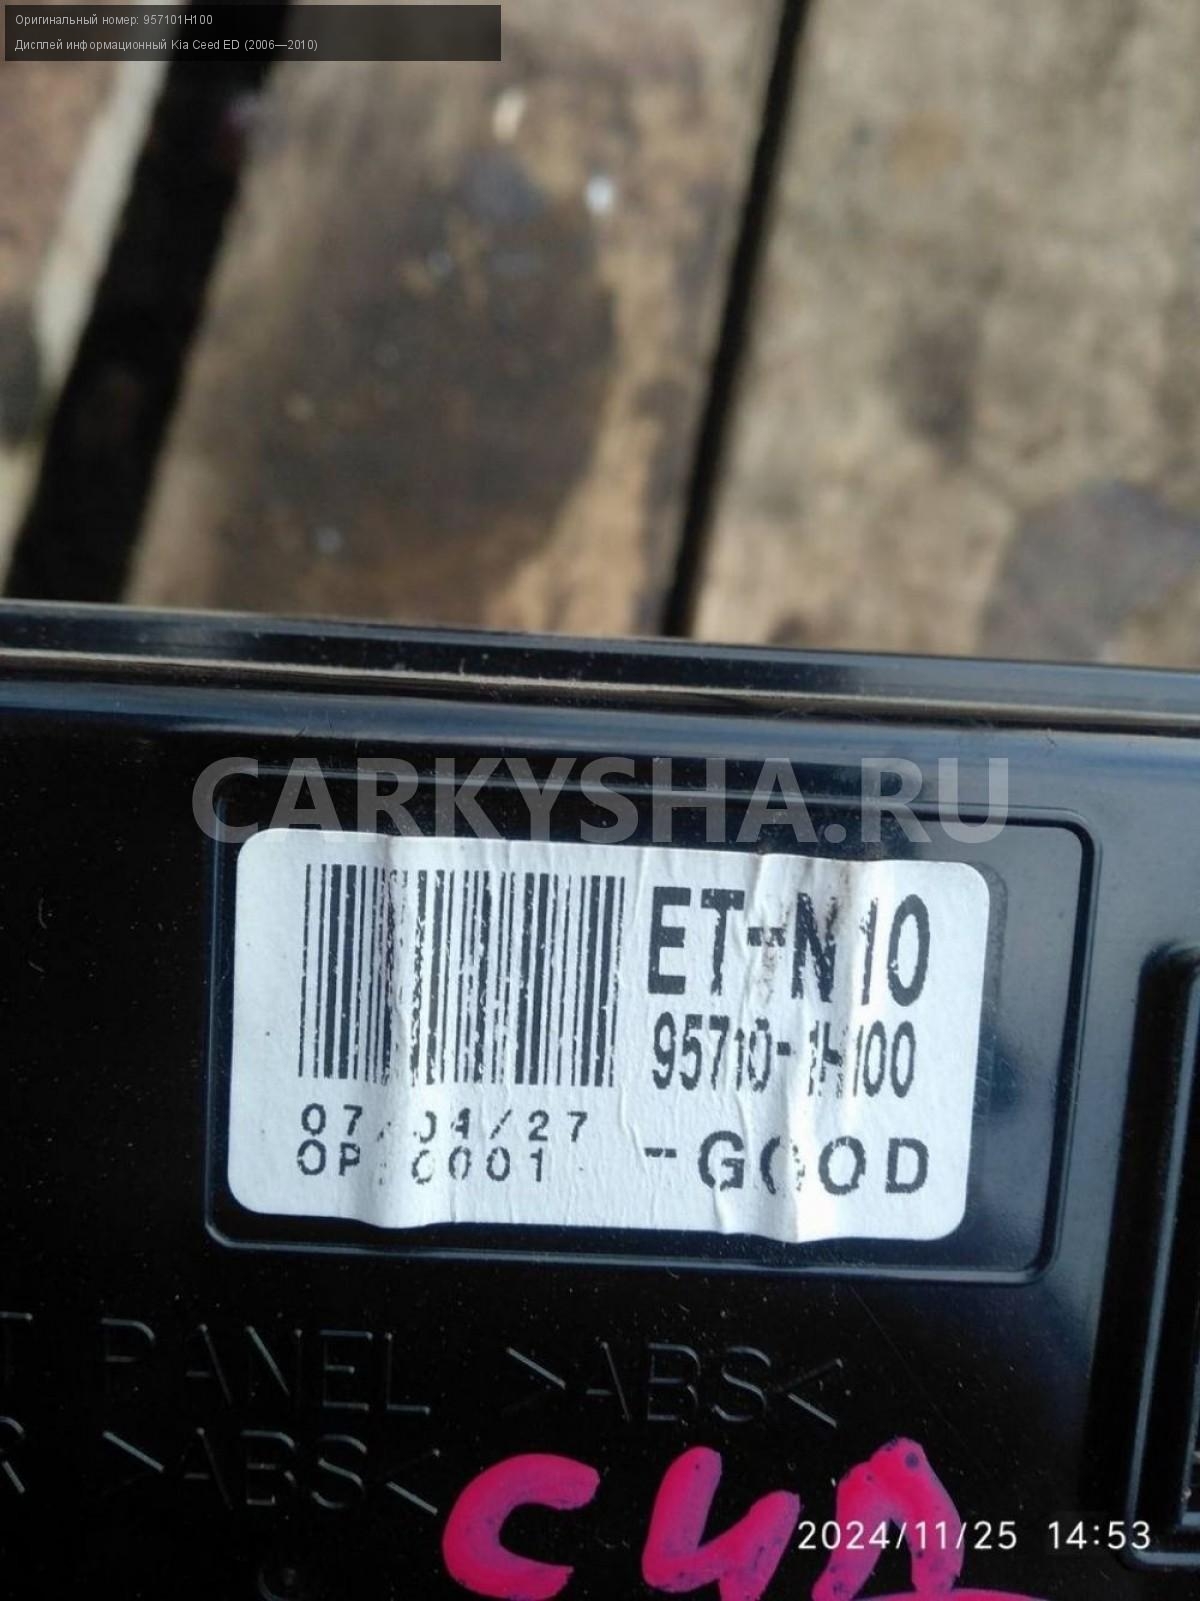 Оригинальный номер: 957101H100
Дисплей информационный Kia Ceed ED (2006—2010)
CARKYSHA.RU
ET-N10
95710-1H100
07/04/27
OP:0001
-GOOD
PANEL >ABS<
>ABS<
СИД
2024/11/25 14:53